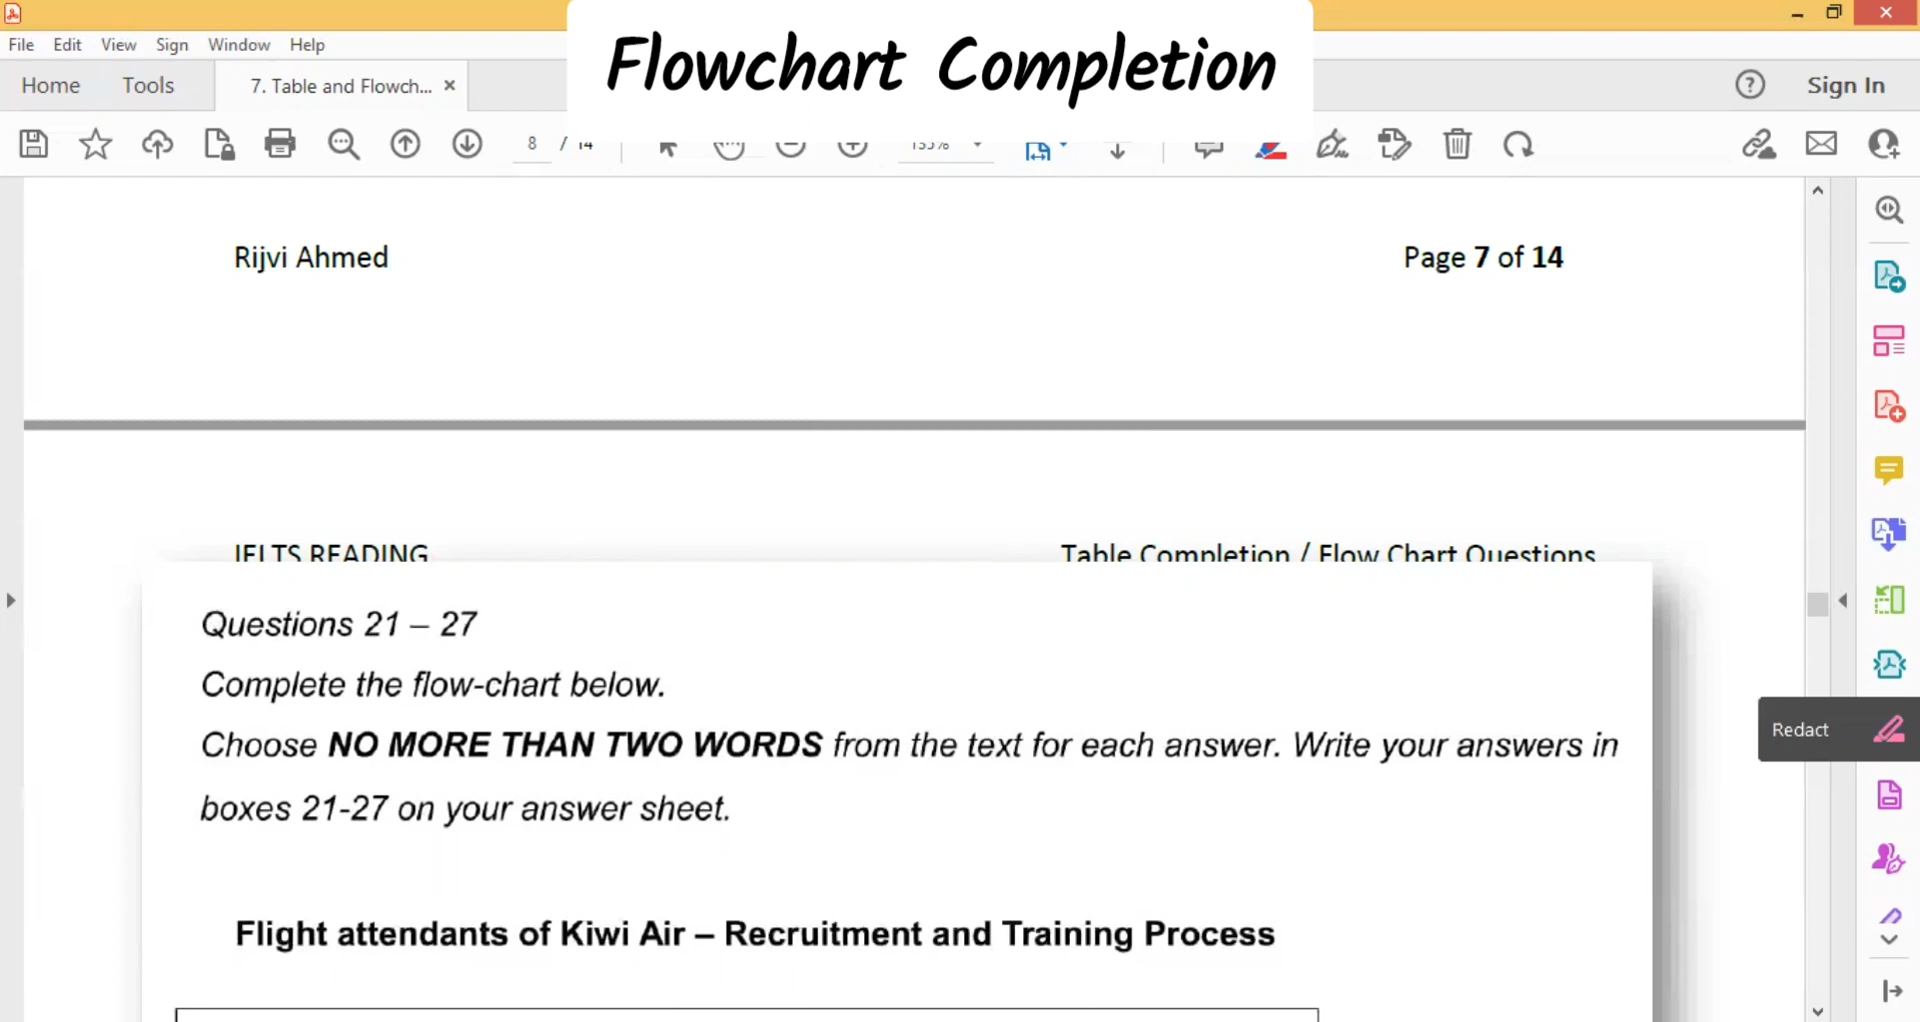 Flowchart Completion
File Edit View Sign Window Help
Home Tools 7. Table and Flowch... × Sign In
8 / 14 135%
Rijvi Ahmed Page 7 of 14
IELTS READING Table Completion / Flow Chart Questions
Questions 21 – 27
Complete the flow-chart below.
Choose NO MORE THAN TWO WORDS from the text for each answer. Write your answers in
boxes 21-27 on your answer sheet.
Redact
Flight attendants of Kiwi Air – Recruitment and Training Process